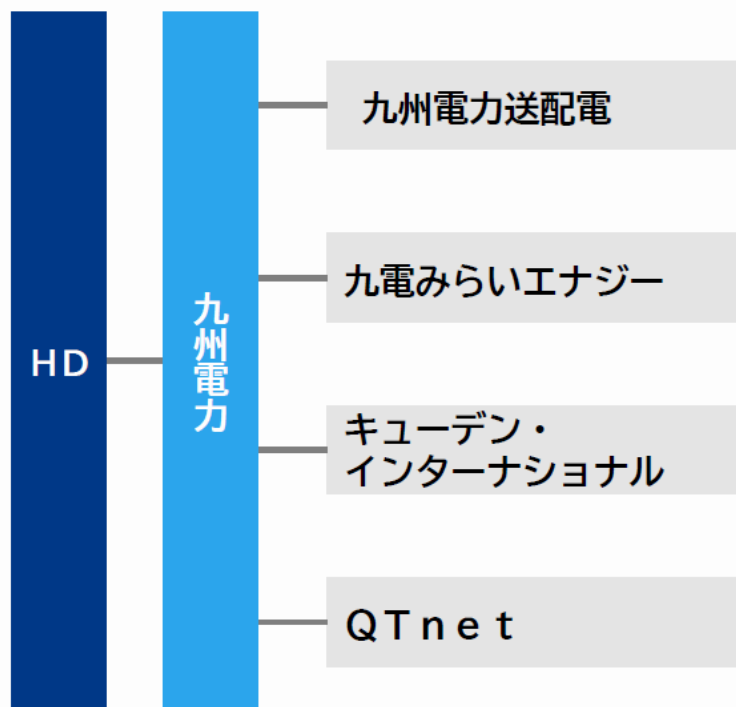 HD
九州電力
九州電力送配電
九電みらいエナジー
キューデン・
インターナショナル
ＱＴｎｅｔ